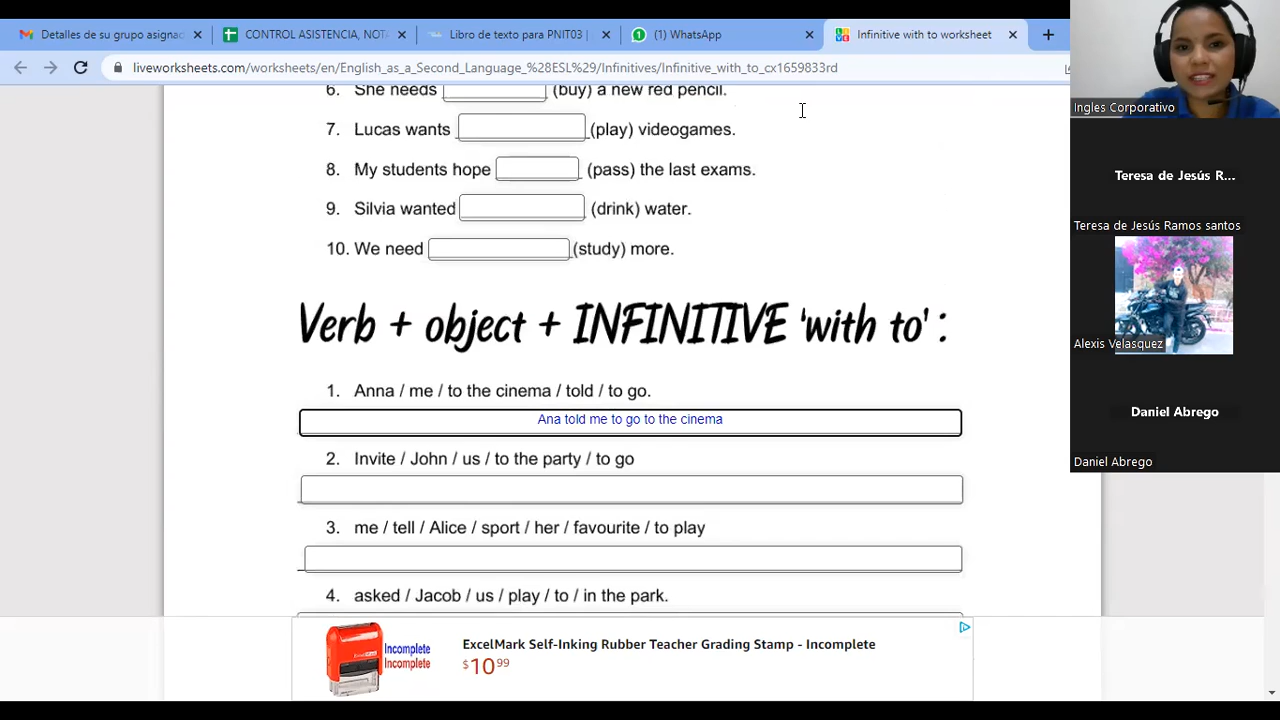 Detalles de su grupo asignac
CONTROL ASISTENCIA, NOT
Libro de texto para PNIT03
(1) WhatsApp
Infinitive with to worksheet
liveworksheets.com/worksheets/en/English_as_a_Second_Language_%28ESL%29/Infinitives/Infinitive_with_to_cx1659833rd
6. She needs (buy) a new red pencil.
7. Lucas wants (play) videogames.
8. My students hope (pass) the last exams.
9. Silvia wanted (drink) water.
10. We need (study) more.
Verb + object + INFINITIVE 'with to' :
1. Anna / me / to the cinema / told / to go.
Ana told me to go to the cinema
2. Invite / John / us / to the party / to go
3. me / tell / Alice / sport / her / favourite / to play
4. asked / Jacob / us / play / to / in the park.
Incomplete
Incomplete
ExcelMark Self-Inking Rubber Teacher Grading Stamp - Incomplete
$10.99
Ingles Corporativo
Teresa de Jesús R...
Teresa de Jesús Ramos santos
Alexis Velasquez
Daniel Abrego
Daniel Abrego